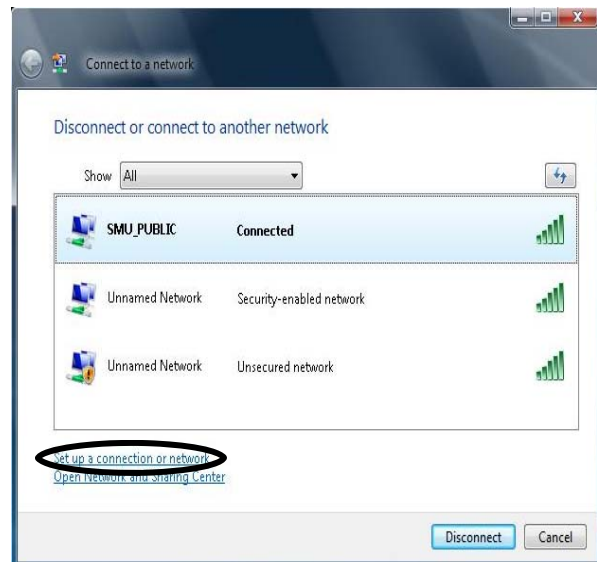 Connect to a network
Disconnect or connect to another network
Show All
SMU_PUBLIC Connected
Unnamed Network Security-enabled network
Unnamed Network Unsecured network
Set up a connection or network
Open Network and Sharing Center
Disconnect Cancel